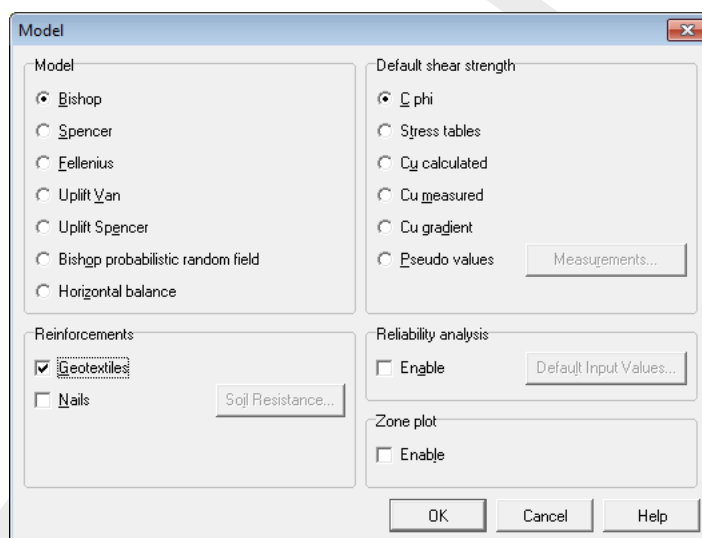 Model
Model
Bishop
Spencer
Fellenius
Uplift Van
Uplift Spencer
Bishop probabilistic random field
Horizontal balance
Default shear strength
C phi
Stress tables
Cu calculated
Cu measured
Cu gradient
Pseudo values
Measurements...
Reinforcements
Geotextiles
Nails
Soil Resistance...
Reliability analysis
Enable
Default Input Values...
Zone plot
Enable
OK
Cancel
Help